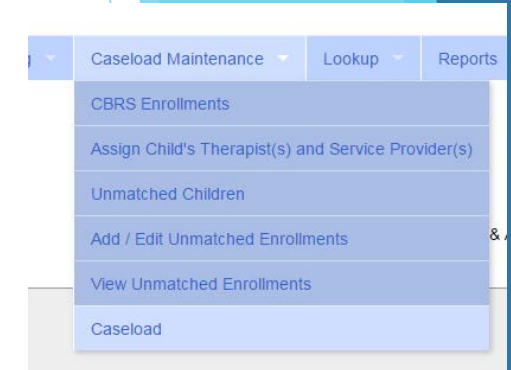 Caseload Maintenance Lookup Reports
CBRS Enrollments
Assign Child's Therapist(s) and Service Provider(s)
Unmatched Children
Add / Edit Unmatched Enrollments
&
View Unmatched Enrollments
Caseload